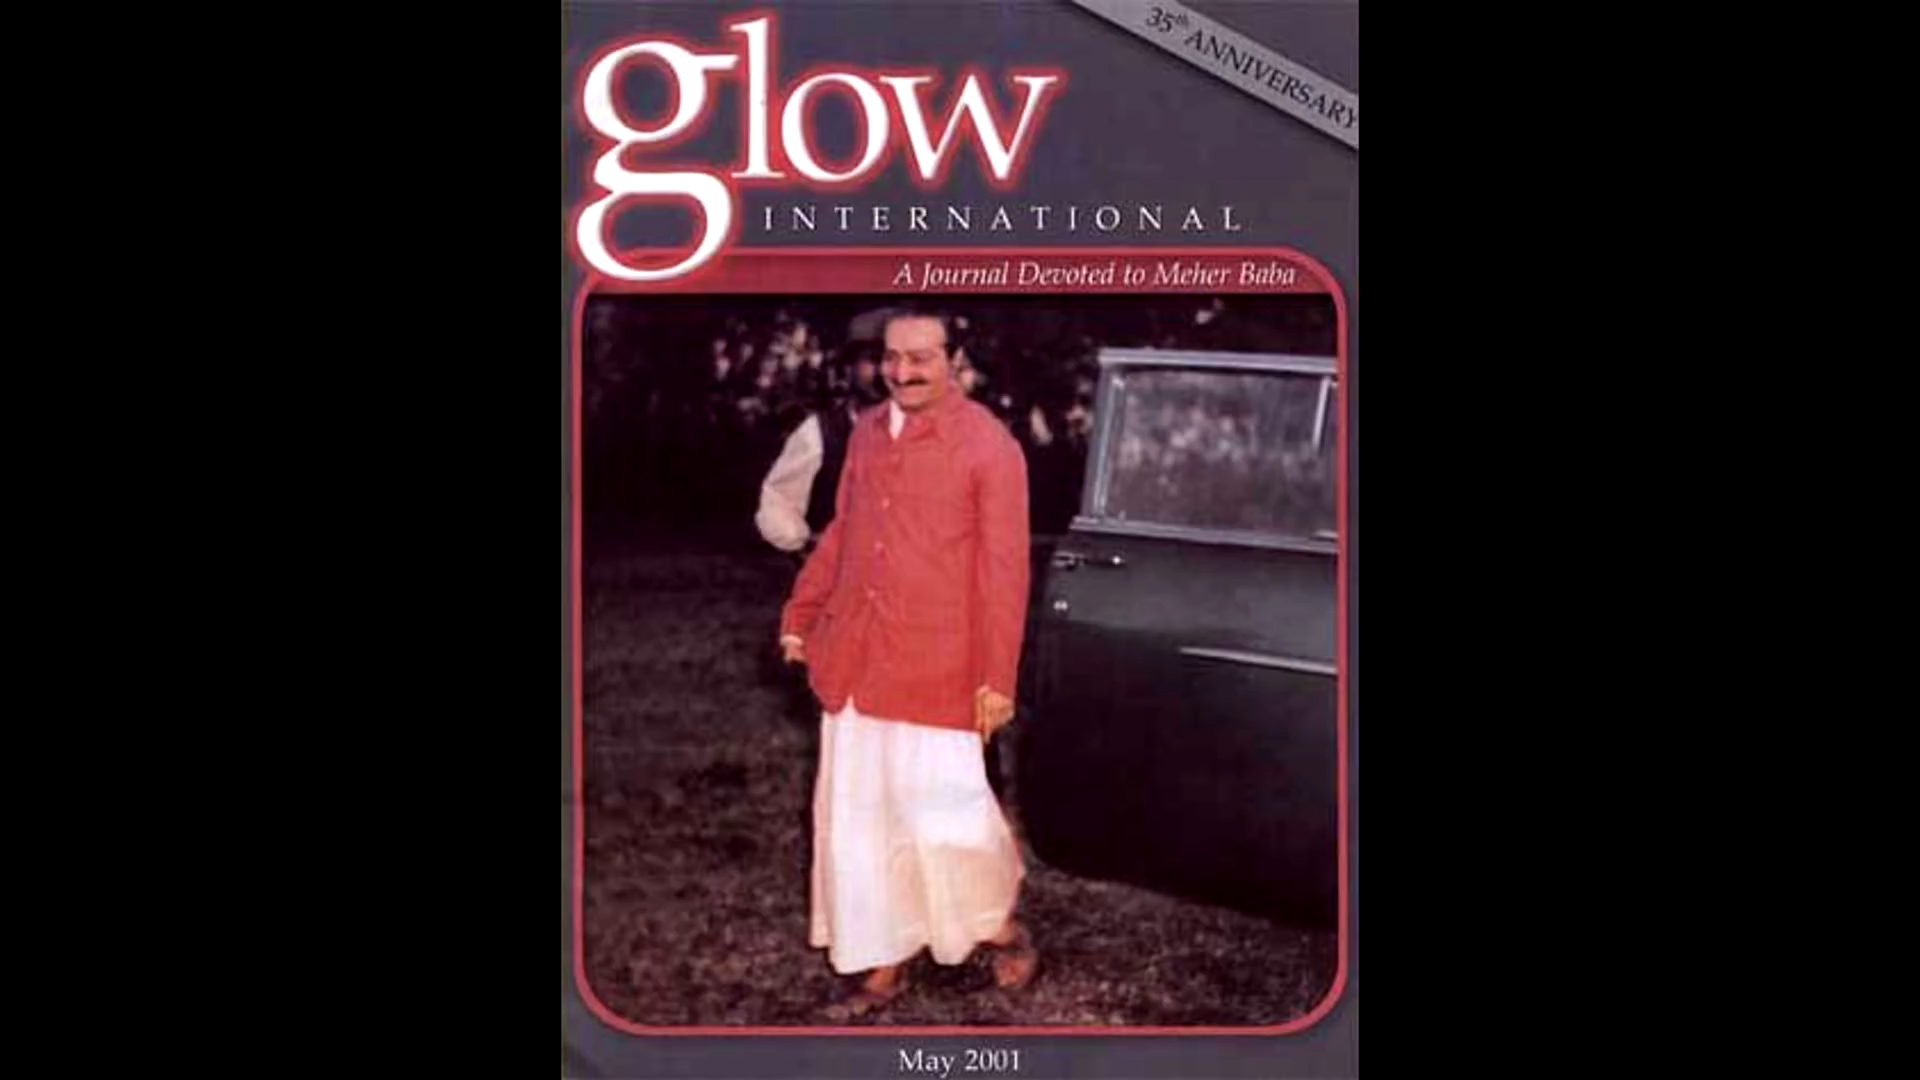 35th ANNIVERSARY
glow
INTERNATIONAL
A Journal Devoted to Meher Baba
May 2001